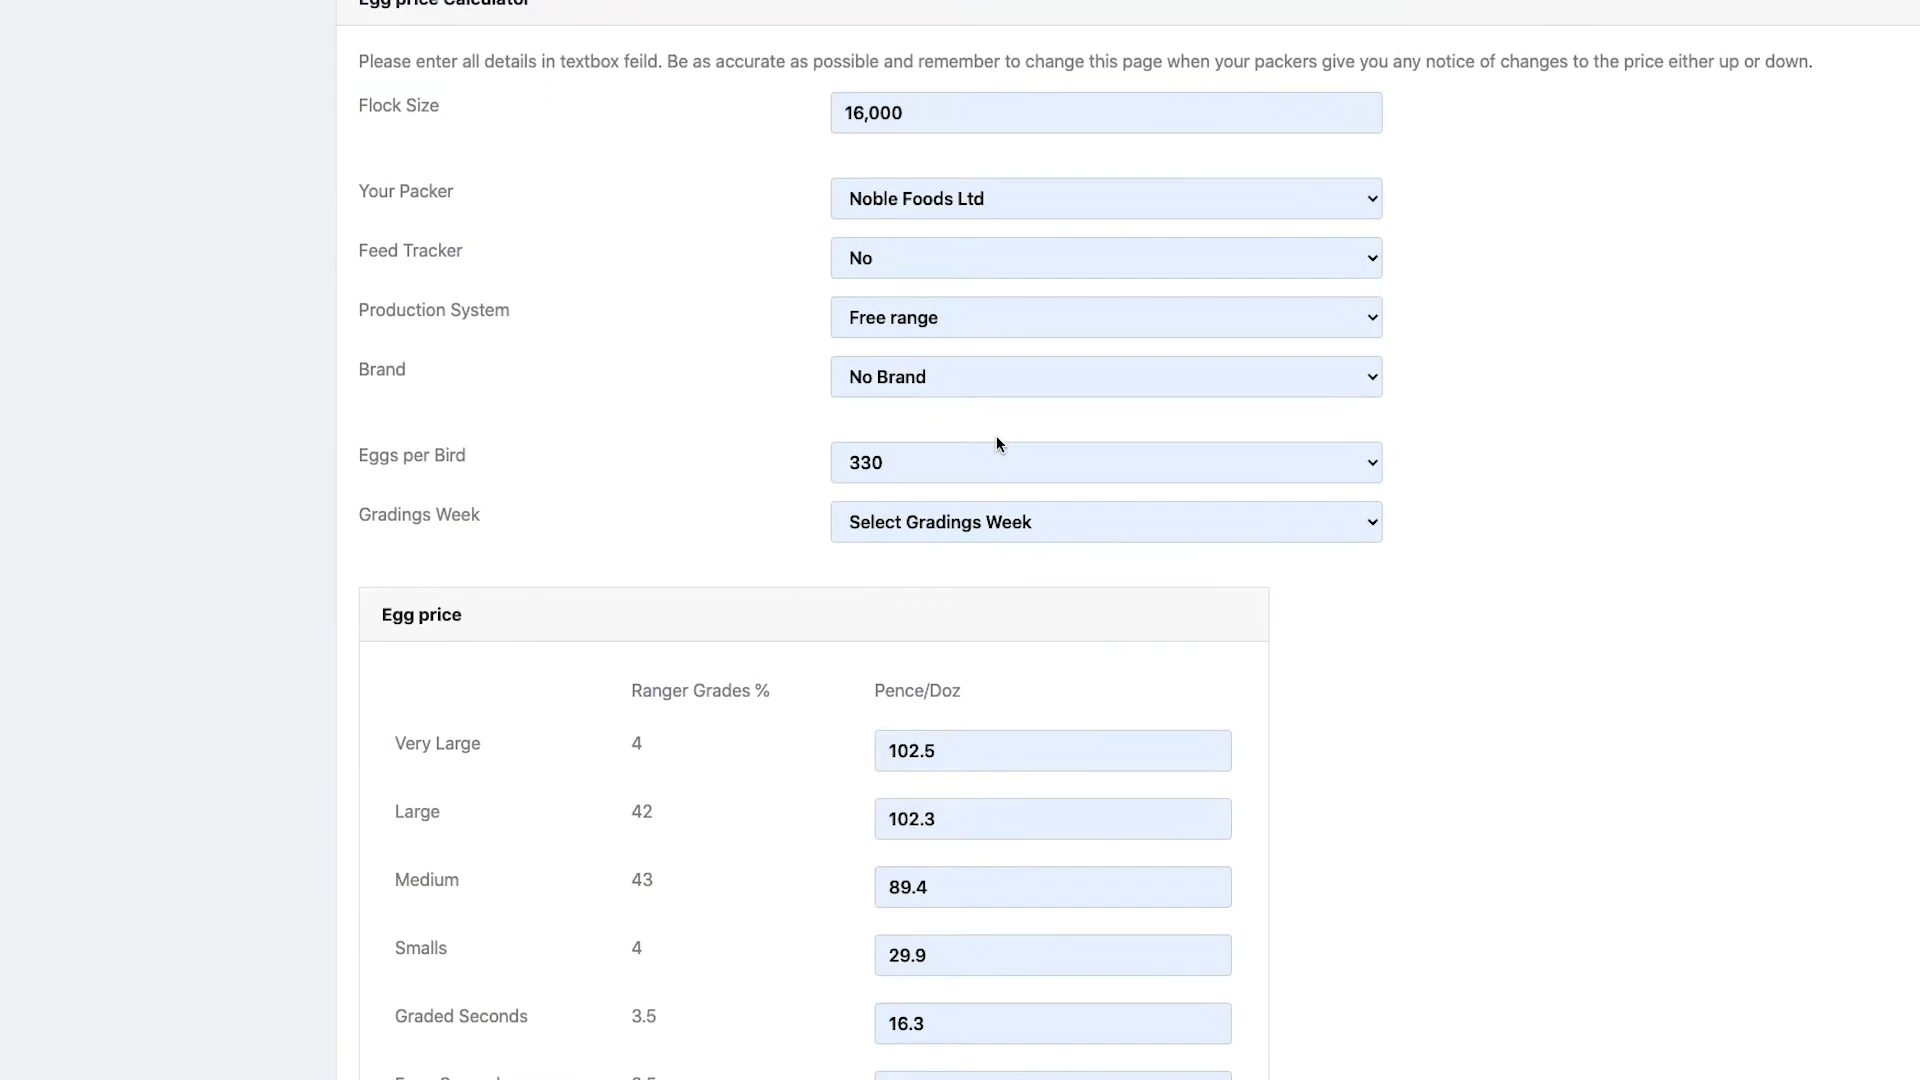 Egg price Calculator
Please enter all details in textbox feild. Be as accurate as possible and remember to change this page when your packers give you any notice of changes to the price either up or down.
Flock Size 16,000
Your Packer Noble Foods Ltd
Feed Tracker No
Production System Free range
Brand No Brand
Eggs per Bird 330
Gradings Week Select Gradings Week
Egg price
Ranger Grades % Pence/Doz
Very Large 4 102.5
Large 42 102.3
Medium 43 89.4
Smalls 4 29.9
Graded Seconds 3.5 16.3